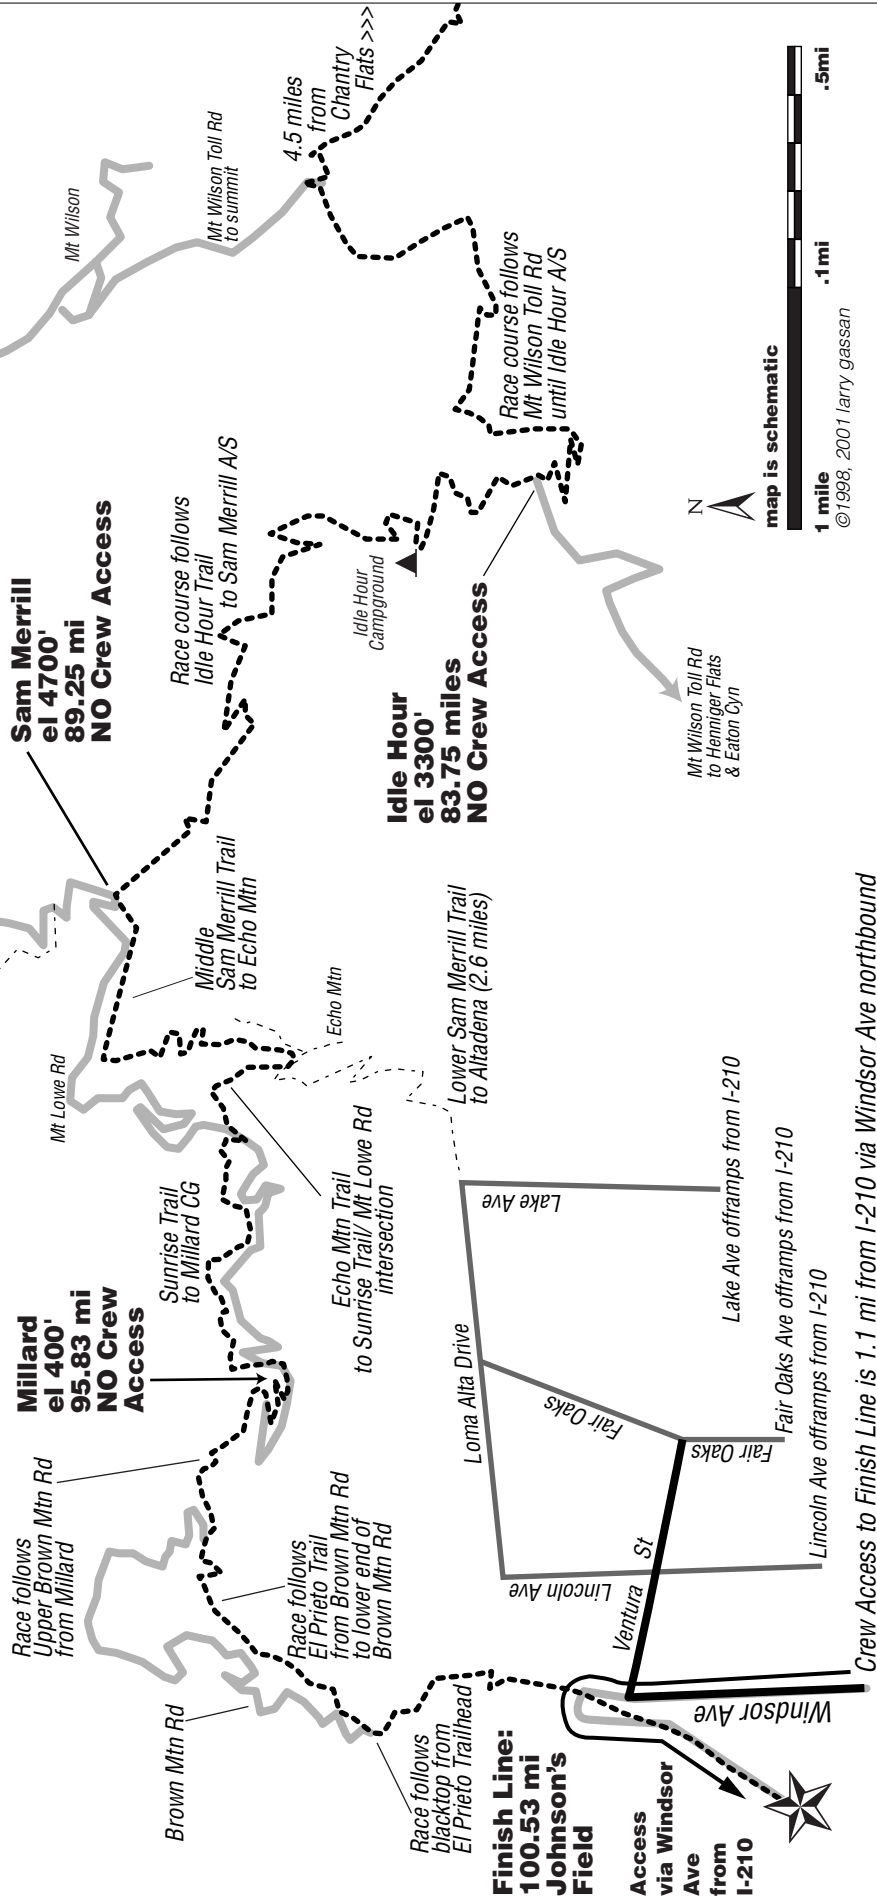 Mt Wilson
Mt Wilson Toll Rd
to summit
4.5 miles
from
Chantry
Flats >>>
Race course follows
Mt Wilson Toll Rd
until Idle Hour A/S
Race course follows
Idle Hour Trail
to Sam Merrill A/S
Idle Hour
Campground
Idle Hour
el 3300'
83.75 miles
NO Crew Access
Mt Wilson Toll Rd
to Henniger Flats
& Eaton Cyn
N
map is schematic
1 mile
.1mi
.5mi
©1998, 2001 larry gassan
Sam Merrill
el 4700'
89.25 mi
NO Crew Access
Middle
Sam Merrill Trail
to Echo Mtn
Mt Lowe Rd
Echo Mtn
Lower Sam Merrill Trail
to Altadena (2.6 miles)
Echo Mtn Trail
to Sunrise Trail/ Mt Lowe Rd
intersection
Sunrise Trail
to Millard CG
Millard
el 400'
95.83 mi
NO Crew
Access
Race follows
Upper Brown Mtn Rd
from Millard
Race follows
El Prieto Trail
from Brown Mtn Rd
to lower end of
Brown Mtn Rd
Brown Mtn Rd
Race follows
blacktop from
El Prieto Trailhead
Loma Alta Drive
Lake Ave
Fair Oaks
Fair Oaks
Lincoln Ave
Ventura St
Windsor Ave
Lake Ave offramps from I-210
Fair Oaks Ave offramps from I-210
Lincoln Ave offramps from I-210
Finish Line:
100.53 mi
Johnson's
Field
Access
via Windsor
Ave
from
I-210
Crew Access to Finish Line is 1.1 mi from I-210 via Windsor Ave northbound